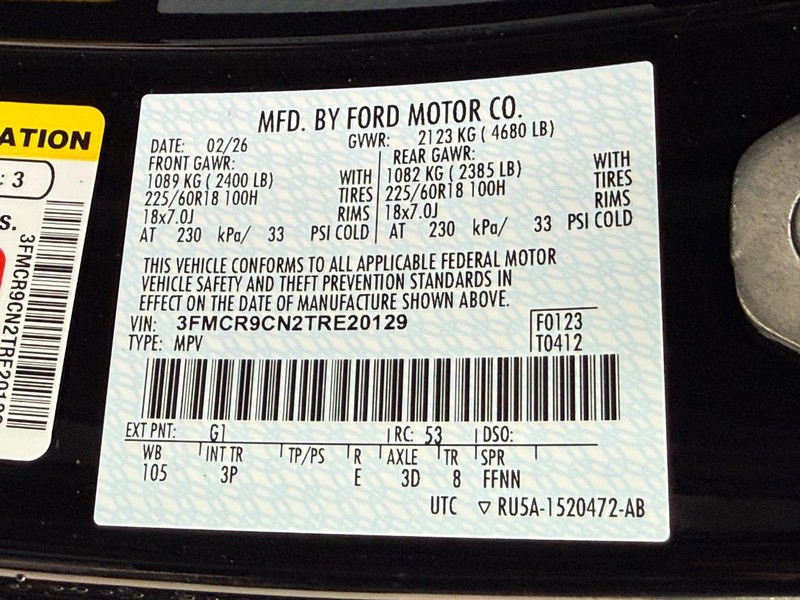 ATION
: 3
S.
3FMCR9CN2TRE20129
MFD. BY FORD MOTOR CO.
DATE: 02/26 GVWR: 2123 KG ( 4680 LB)
FRONT GAWR: REAR GAWR:
1089 KG ( 2400 LB) WITH 1082 KG ( 2385 LB) WITH
225/60R18 100H TIRES 225/60R18 100H TIRES
18x7.0J RIMS 18x7.0J RIMS
AT 230 kPa/ 33 PSI COLD AT 230 kPa/ 33 PSI COLD
THIS VEHICLE CONFORMS TO ALL APPLICABLE FEDERAL MOTOR
VEHICLE SAFETY AND THEFT PREVENTION STANDARDS IN
EFFECT ON THE DATE OF MANUFACTURE SHOWN ABOVE.
VIN: 3FMCR9CN2TRE20129 F0123
TYPE: MPV T0412
EXT PNT: G1 RC: 53 DSO:
WB INT TR TP/PS R AXLE TR SPR
105 3P E 3D 8 FFNN
UTC ▽ RU5A-1520472-AB